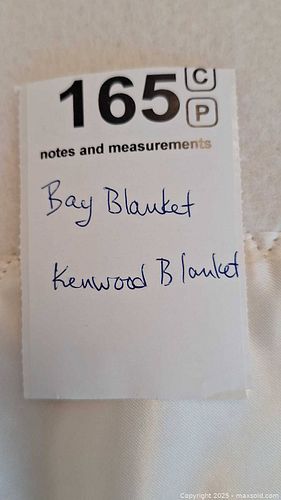 165 C
P
notes and measurements
Bay Blanket
Kenwood Blanket
Copyright 2025 - maxsold.com